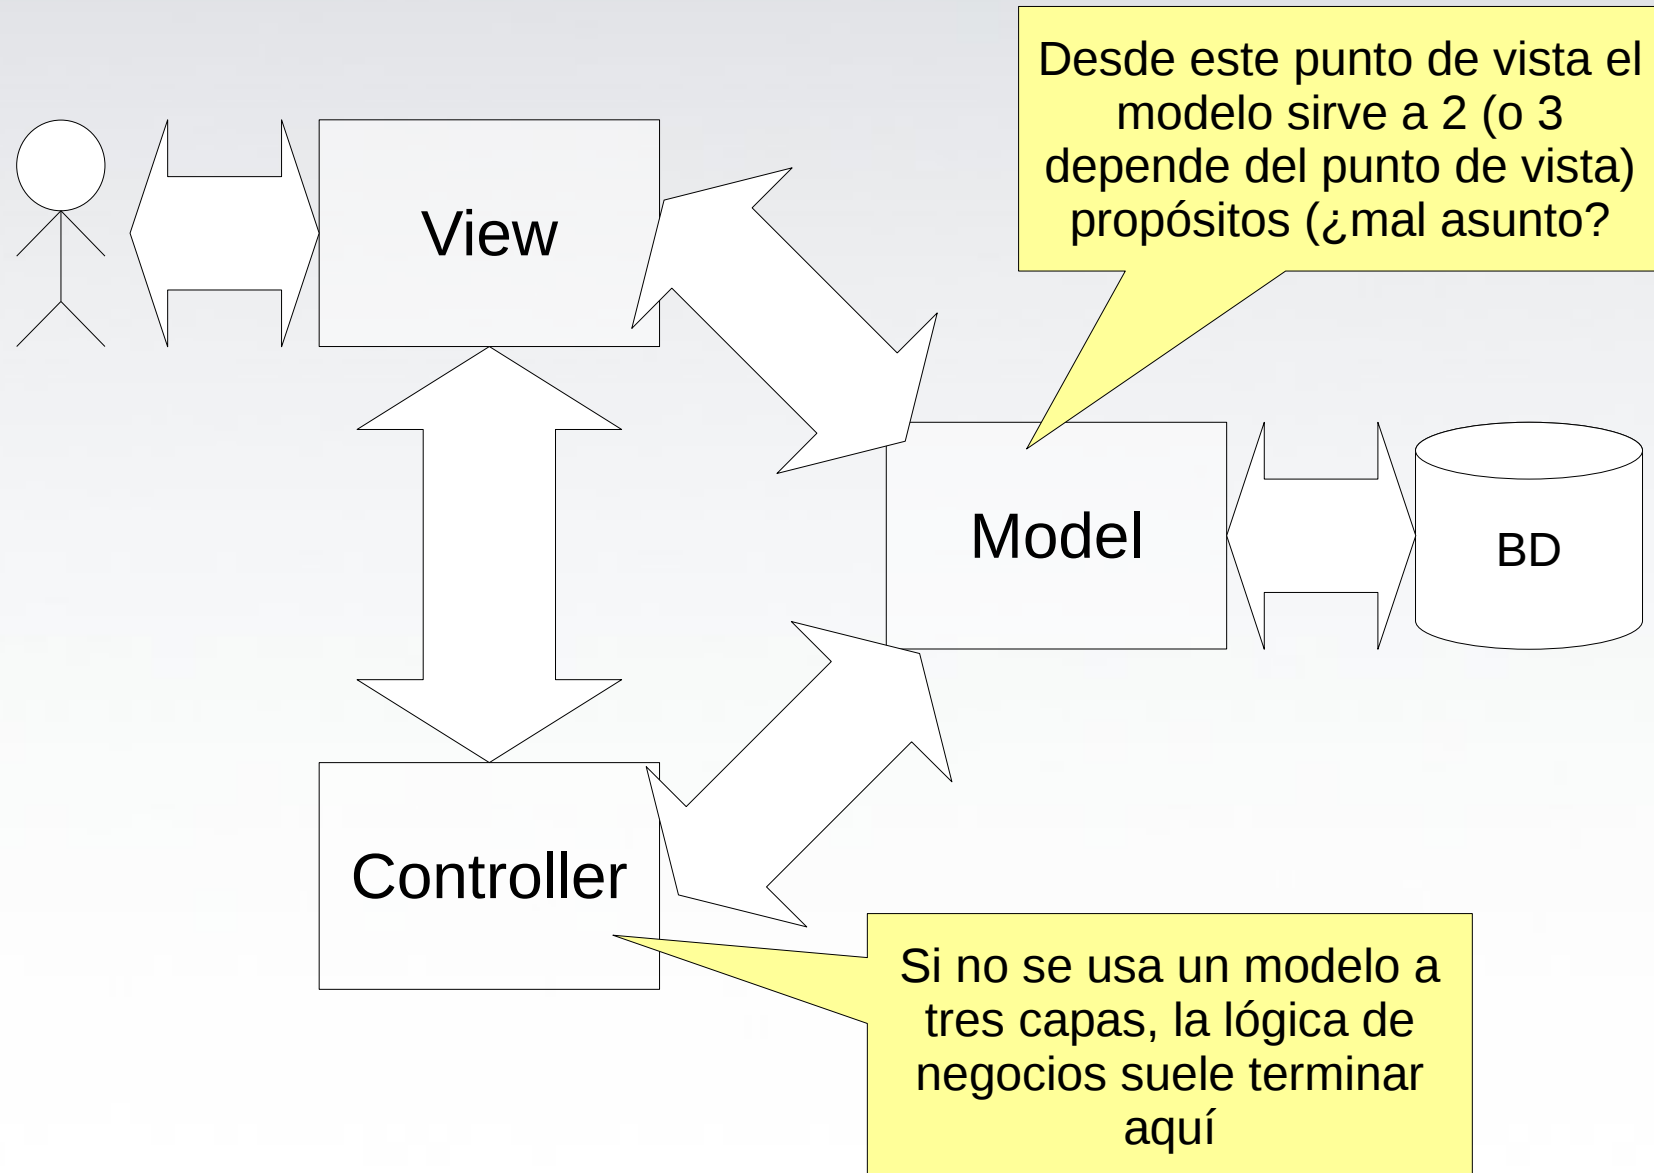 Desde este punto de vista el
modelo sirve a 2 (o 3
depende del punto de vista)
propósitos (¿mal asunto?
View
Model
BD
Controller
Si no se usa un modelo a
tres capas, la lógica de
negocios suele terminar
aquí